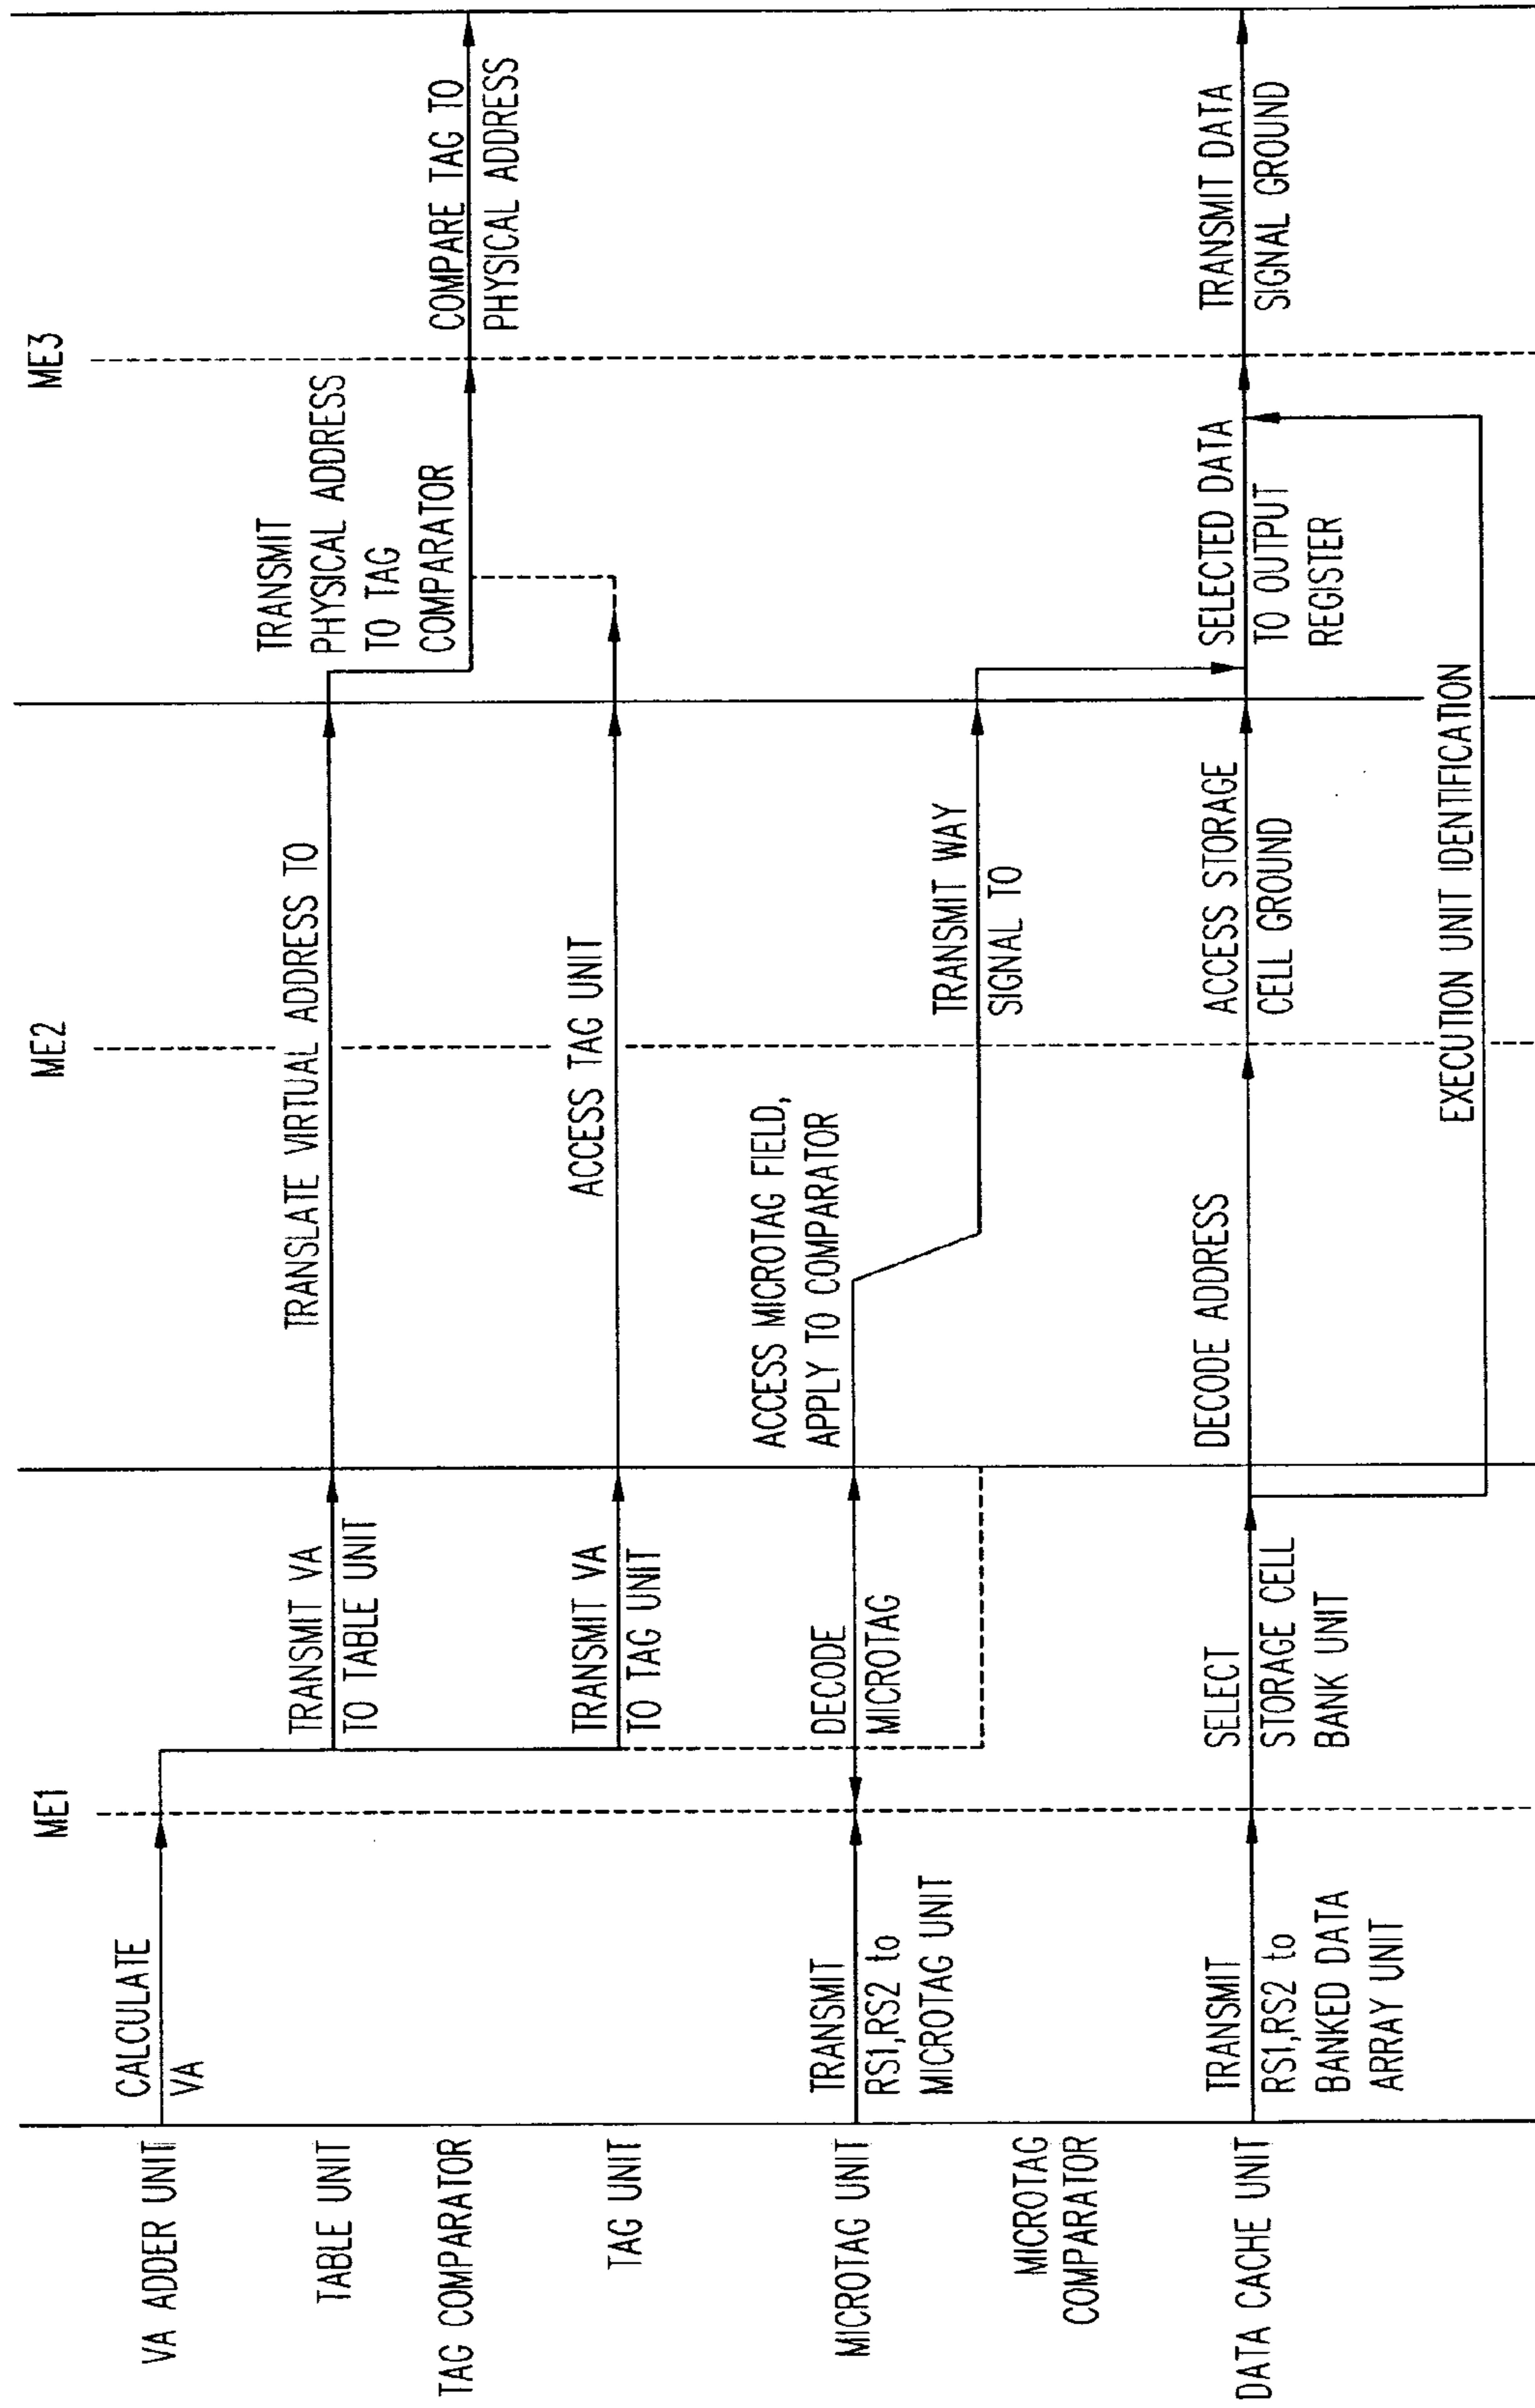 ME1
ME2
ME3
VA ADDER UNIT
CALCULATE
VA
TABLE UNIT
TRANSMIT VA
TO TABLE UNIT
TRANSLATE VIRTUAL ADDRESS TO
TRANSMIT
PHYSICAL ADDRESS
TO TAG
COMPARATOR
TAG COMPARATOR
COMPARE TAG TO
PHYSICAL ADDRESS
TAG UNIT
TRANSMIT VA
TO TAG UNIT
ACCESS TAG UNIT
MICROTAG UNIT
TRANSMIT
RS1,RS2 to
MICROTAG UNIT
DECODE
MICROTAG
ACCESS MICROTAG FIELD,
APPLY TO COMPARATOR
MICROTAG
COMPARATOR
TRANSMIT WAY
SIGNAL TO
DATA CACHE UNIT
TRANSMIT
RS1,RS2 to
BANKED DATA
ARRAY UNIT
SELECT
STORAGE CELL
BANK UNIT
DECODE ADDRESS
ACCESS STORAGE
CELL GROUND
SELECTED DATA
TO OUTPUT
REGISTER
TRANSMIT DATA
SIGNAL GROUND
EXECUTION UNIT IDENTIFICATION